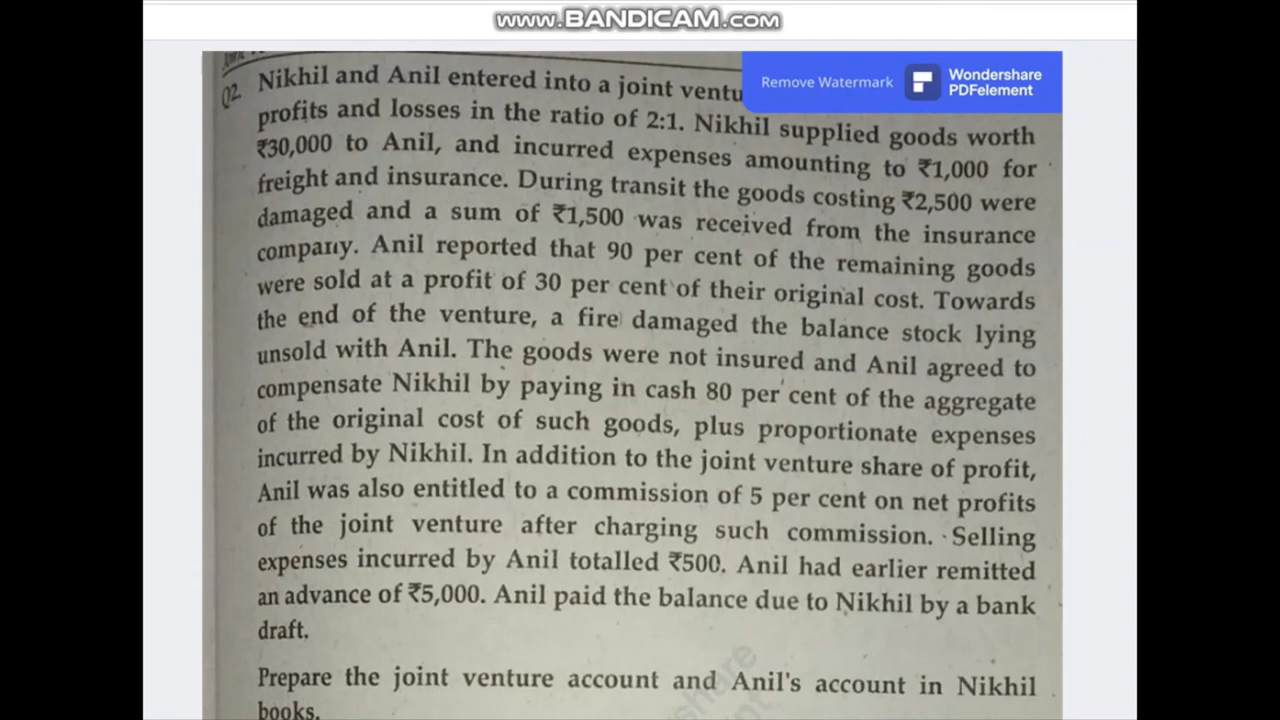 www.BANDICAM.com
Remove Watermark
Wondershare
PDFelement
Q2. Nikhil and Anil entered into a joint ventu
profits and losses in the ratio of 2:1. Nikhil supplied goods worth
₹30,000 to Anil, and incurred expenses amounting to ₹1,000 for
freight and insurance. During transit the goods costing ₹2,500 were
damaged and a sum of ₹1,500 was received from the insurance
company. Anil reported that 90 per cent of the remaining goods
were sold at a profit of 30 per cent of their original cost. Towards
the end of the venture, a fire damaged the balance stock lying
unsold with Anil. The goods were not insured and Anil agreed to
compensate Nikhil by paying in cash 80 per cent of the aggregate
of the original cost of such goods, plus proportionate expenses
incurred by Nikhil. In addition to the joint venture share of profit,
Anil was also entitled to a commission of 5 per cent on net profits
of the joint venture after charging such commission. Selling
expenses incurred by Anil totalled ₹500. Anil had earlier remitted
an advance of ₹5,000. Anil paid the balance due to Nikhil by a bank
draft.
Prepare the joint venture account and Anil's account in Nikhil
books.